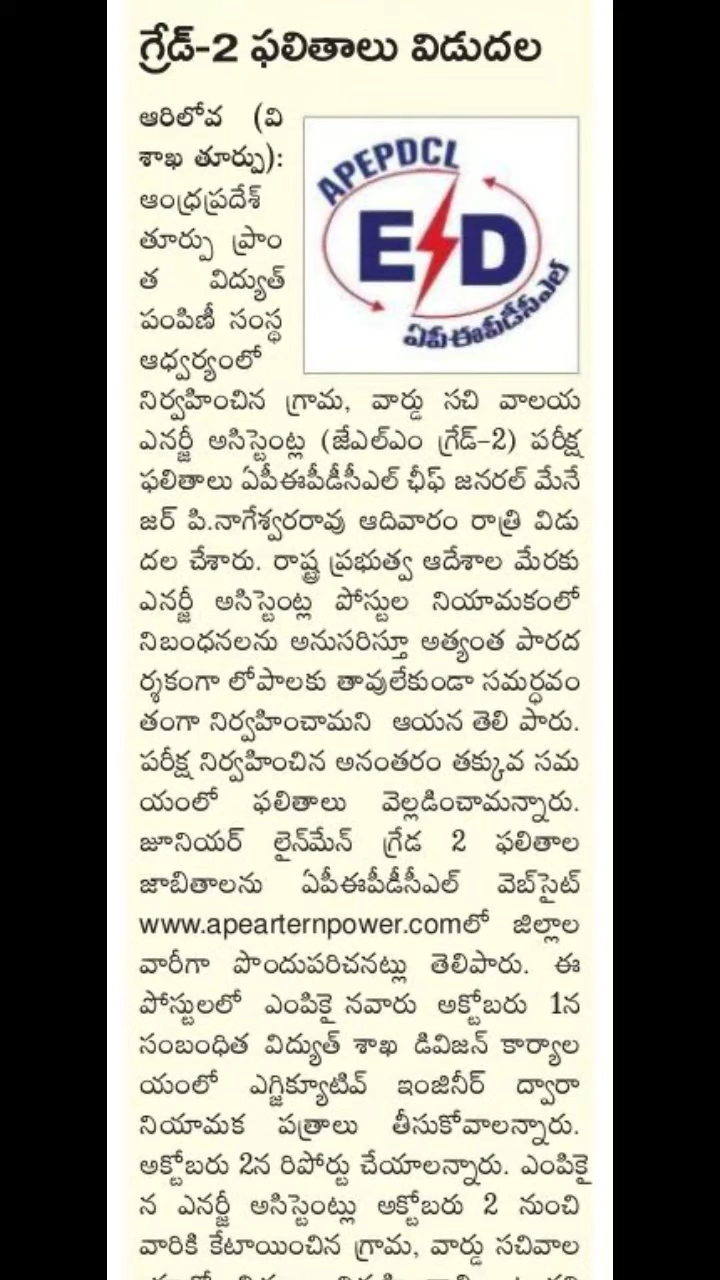 గ్రేడ్-2 ఫలితాలు విడుదల
ఆరిలోవ (వి
శాఖ తూర్పు):
ఆంధ్రప్రదేశ్
తూర్పు ప్రాం
త విద్యుత్
పంపిణీ సంస్థ
ఆధ్వర్యంలో
APEPDCL
E D
ఏపీఈపీడీసీఎల్
నిర్వహించిన గ్రామ, వార్డు సచి వాలయ
ఎనర్జీ అసిస్టెంట్ల (జేఎల్ఎం గ్రేడ్-2) పరీక్ష
ఫలితాలు ఏపీఈపీడీసీఎల్ ఛీఫ్ జనరల్ మేనే
జర్ పి.నాగేశ్వరరావు ఆదివారం రాత్రి విడు
దల చేశారు. రాష్ట్ర ప్రభుత్వ ఆదేశాల మేరకు
ఎనర్జీ అసిస్టెంట్ల పోస్టుల నియామకంలో
నిబంధనలను అనుసరిస్తూ అత్యంత పారద
ర్శకంగా లోపాలకు తావులేకుండా సమర్ధవం
తంగా నిర్వహించామని ఆయన తెలి పారు.
పరీక్ష నిర్వహించిన అనంతరం తక్కువ సమ
యంలో ఫలితాలు వెల్లడించామన్నారు.
జూనియర్ లైన్‌మేన్ గ్రేడ 2 ఫలితాల
జాబితాలను ఏపీఈపీడీసీఎల్ వెబ్‌సైట్
www.apearternpower.comలో జిల్లాల
వారీగా పొందుపరిచనట్లు తెలిపారు. ఈ
పోస్టులలో ఎంపికై నవారు అక్టోబరు 1న
సంబంధిత విద్యుత్ శాఖ డివిజన్ కార్యాల
యంలో ఎగ్జిక్యూటివ్ ఇంజినీర్ ద్వారా
నియామక పత్రాలు తీసుకోవాలన్నారు.
అక్టోబరు 2న రిపోర్టు చేయాలన్నారు. ఎంపికై
న ఎనర్జీ అసిస్టెంట్లు అక్టోబరు 2 నుంచి
వారికి కేటాయించిన గ్రామ, వార్డు సచివాల